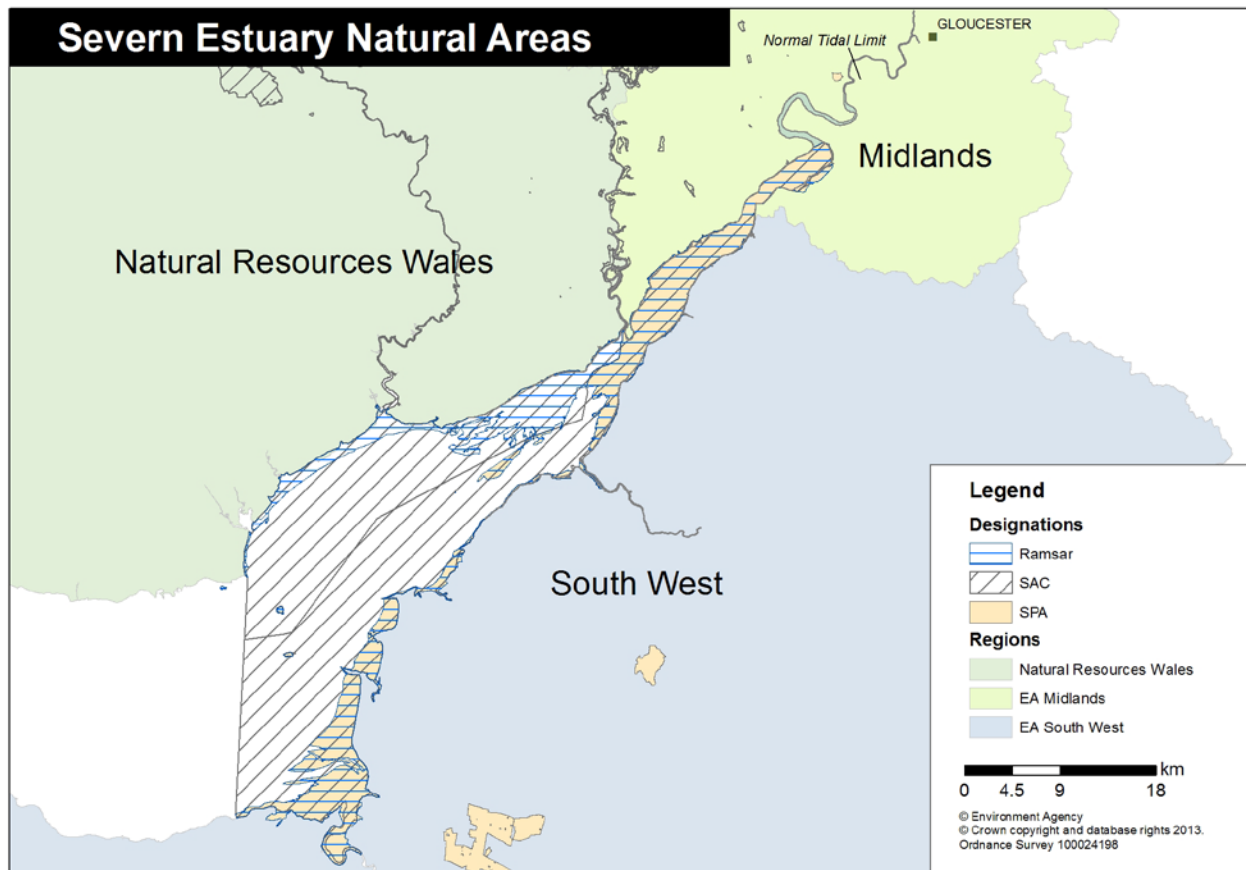 Severn Estuary Natural Areas
GLOUCESTER
Normal Tidal Limit
Midlands
Natural Resources Wales
South West
Legend
Designations
Ramsar
SAC
SPA
Regions
Natural Resources Wales
EA Midlands
EA South West
km
0 4.5 9 18
© Environment Agency
© Crown copyright and database rights 2013.
Ordnance Survey 100024198